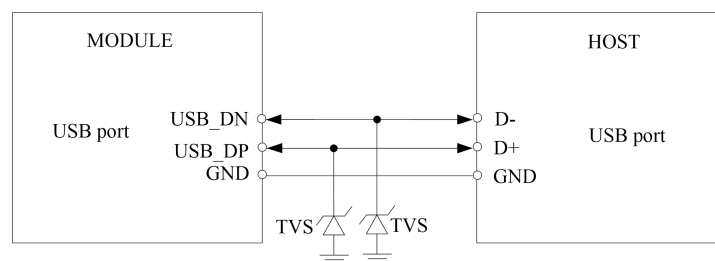 MODULE
HOST
USB port
USB_DN
USB_DP
GND
D-
D+
GND
USB port
TVS
TVS